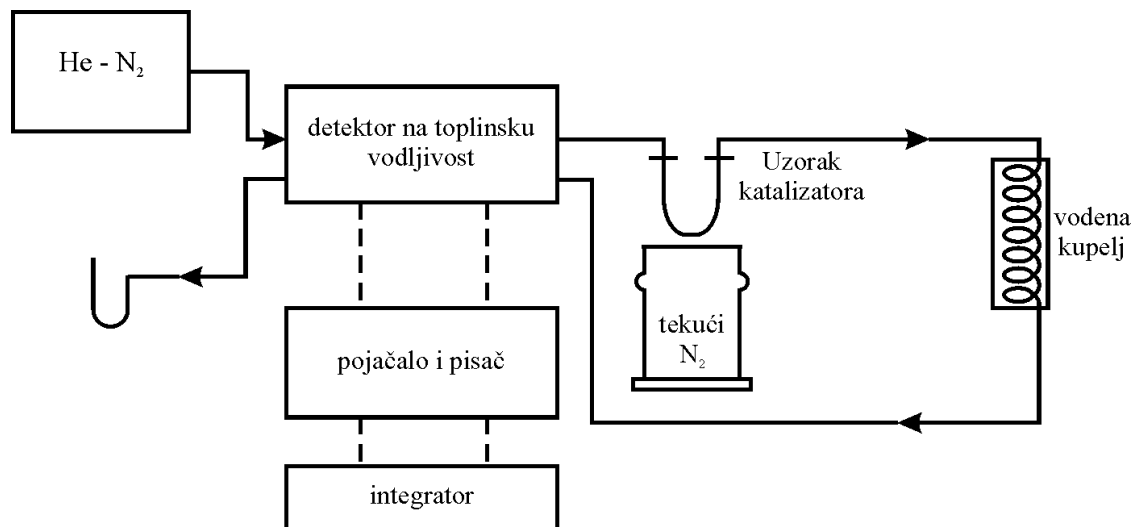 He - N₂
detektor na toplinsku
vodljivost
Uzorak
katalizatora
vodena
kupelj
tekući
N₂
pojačalo i pisač
integrator